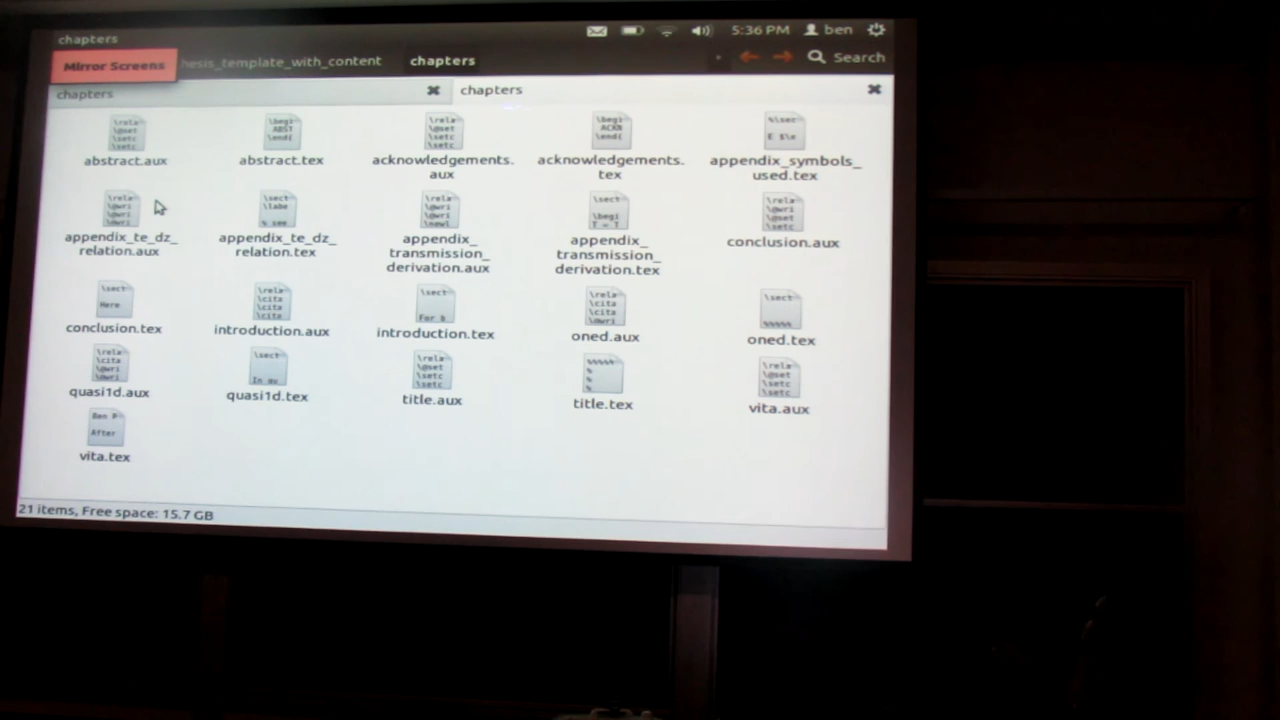 chapters
5:36 PM ben
Mirror Screens
hesis_template_with_content chapters Search
chapters chapters
abstract.aux
abstract.tex
acknowledgements.
aux
acknowledgements.
tex
appendix_symbols_
used.tex
appendix_te_dz_
relation.aux
appendix_te_dz_
relation.tex
appendix_
transmission_
derivation.aux
appendix_
transmission_
derivation.tex
conclusion.aux
conclusion.tex
introduction.aux
introduction.tex
oned.aux
oned.tex
quasi1d.aux
quasi1d.tex
title.aux
title.tex
vita.aux
vita.tex
21 items, Free space: 15.7 GB